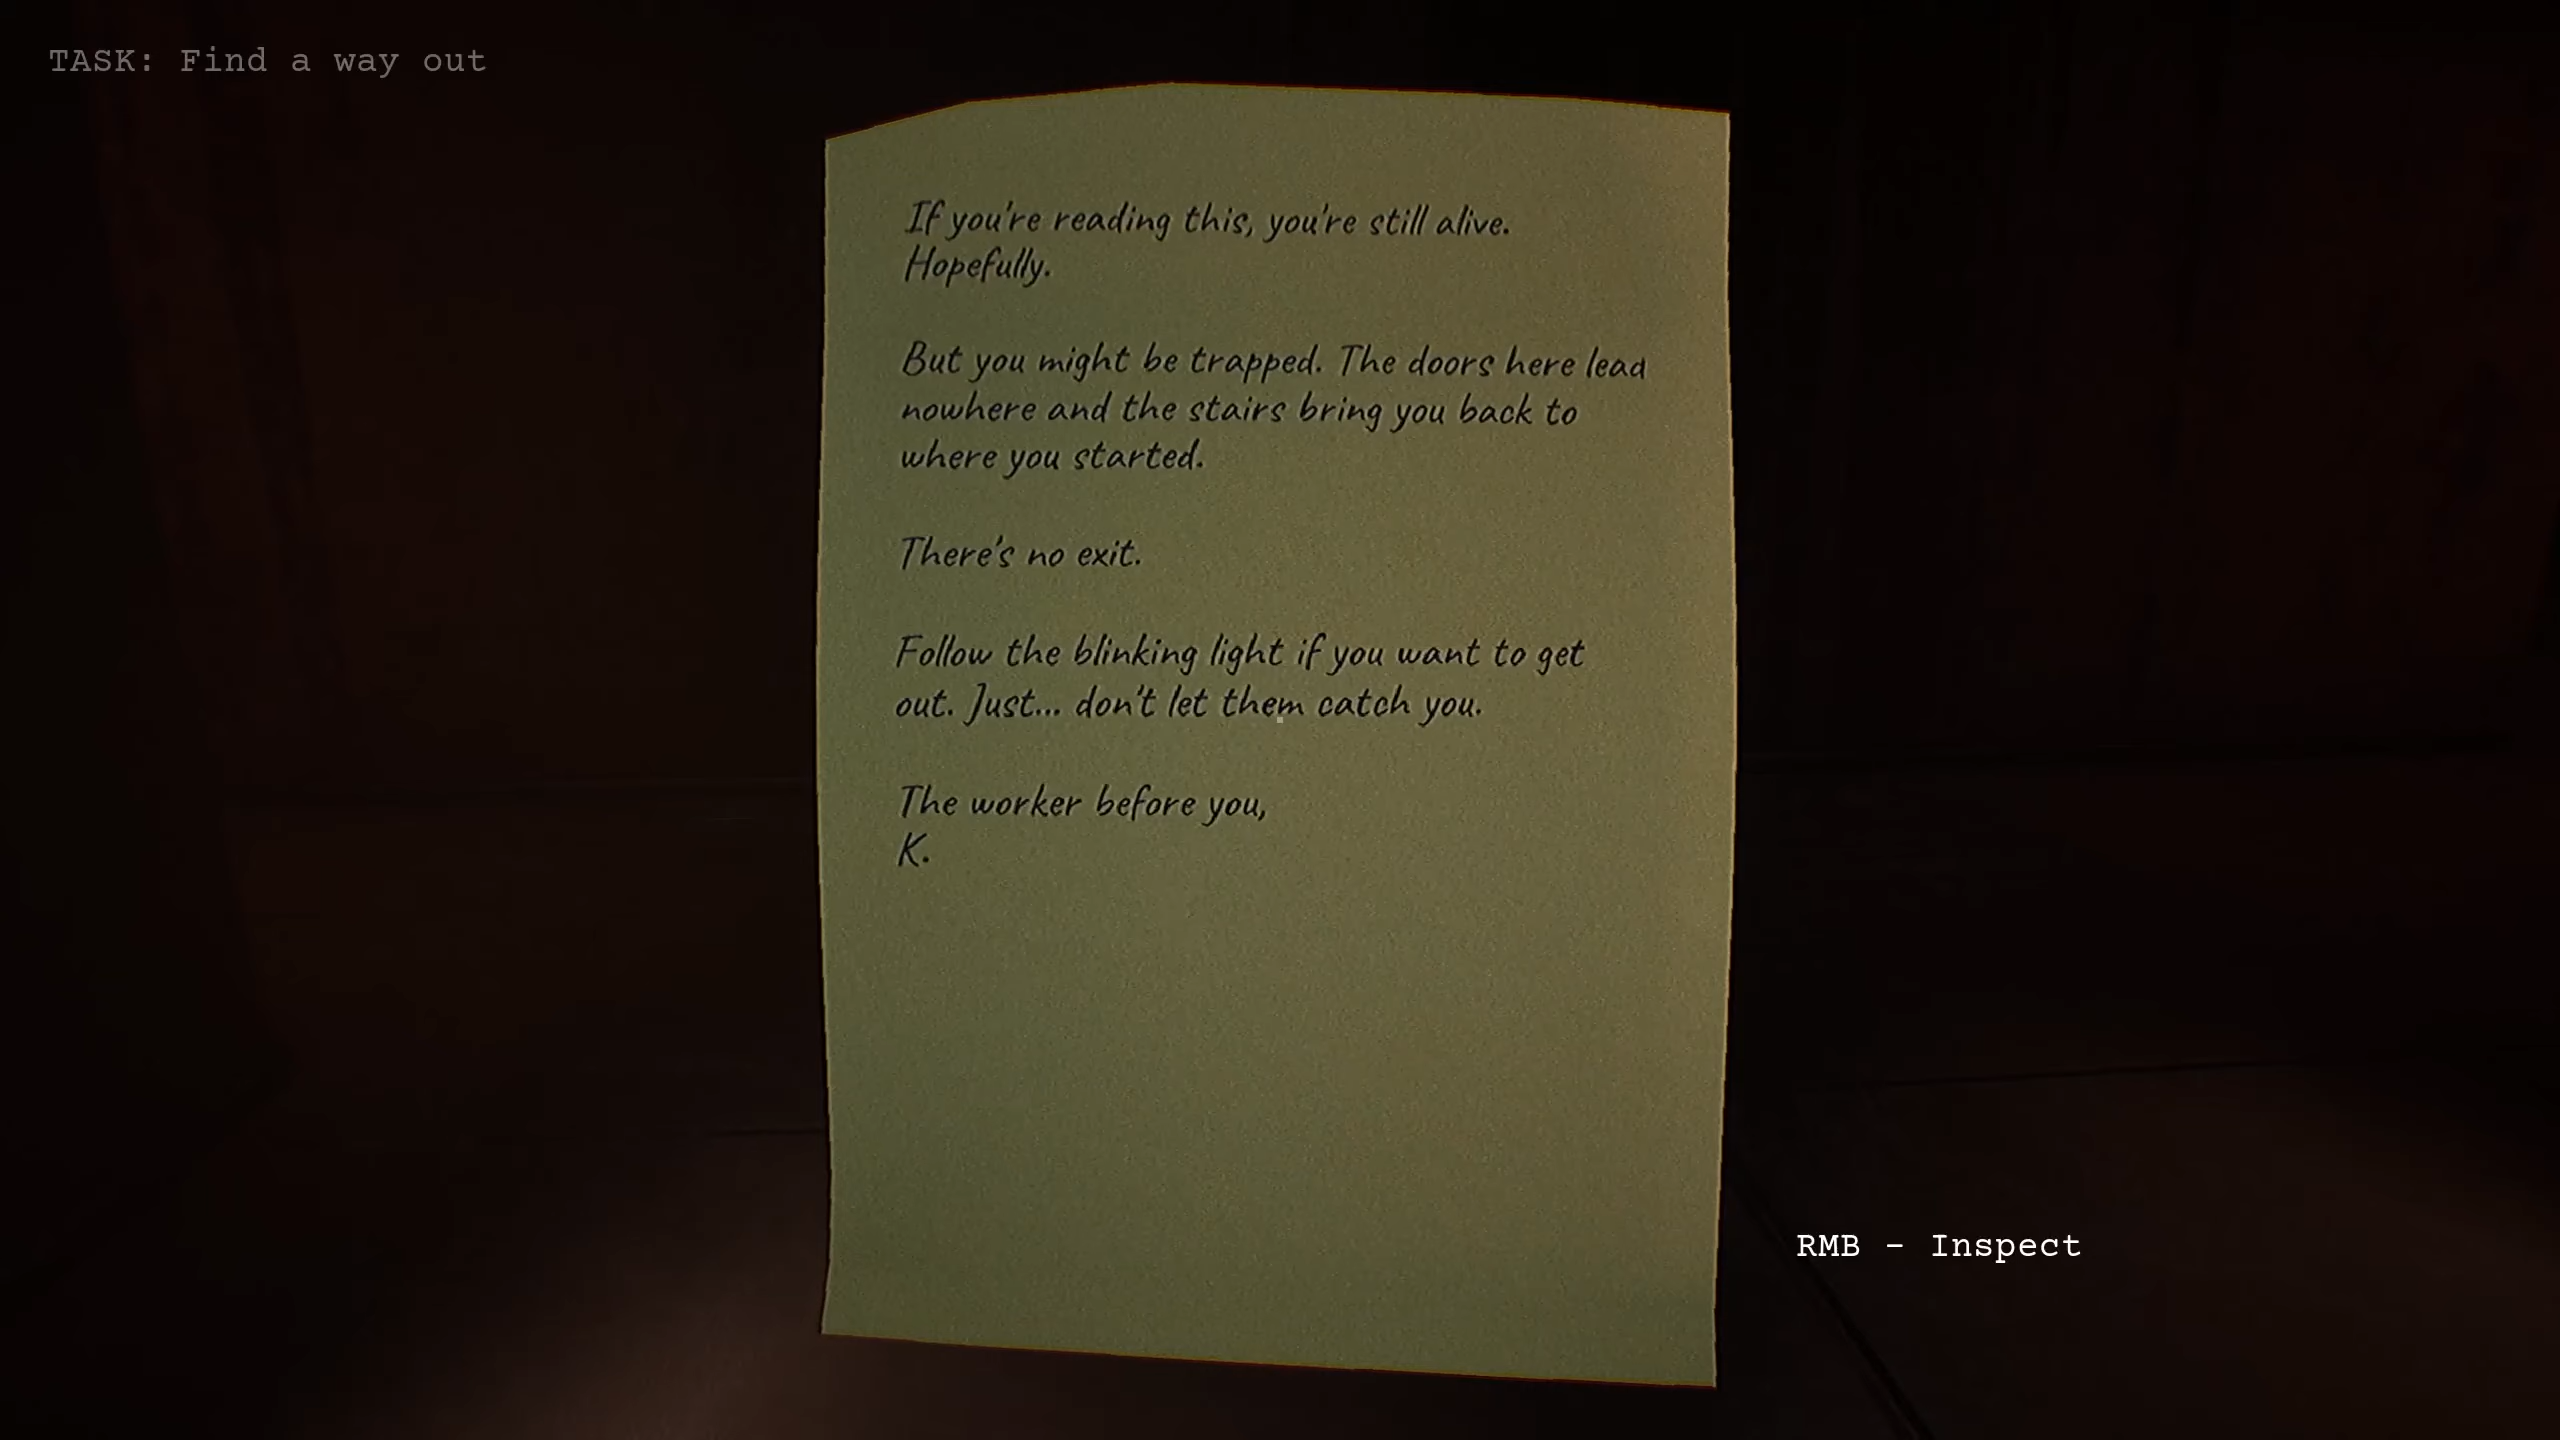 TASK: Find a way out
If you're reading this, you're still alive.
Hopefully.
But you might be trapped. The doors here lead
nowhere and the stairs bring you back to
where you started.
There's no exit.
Follow the blinking light if you want to get
out. Just... don't let them catch you.
The worker before you,
K.
RMB - Inspect